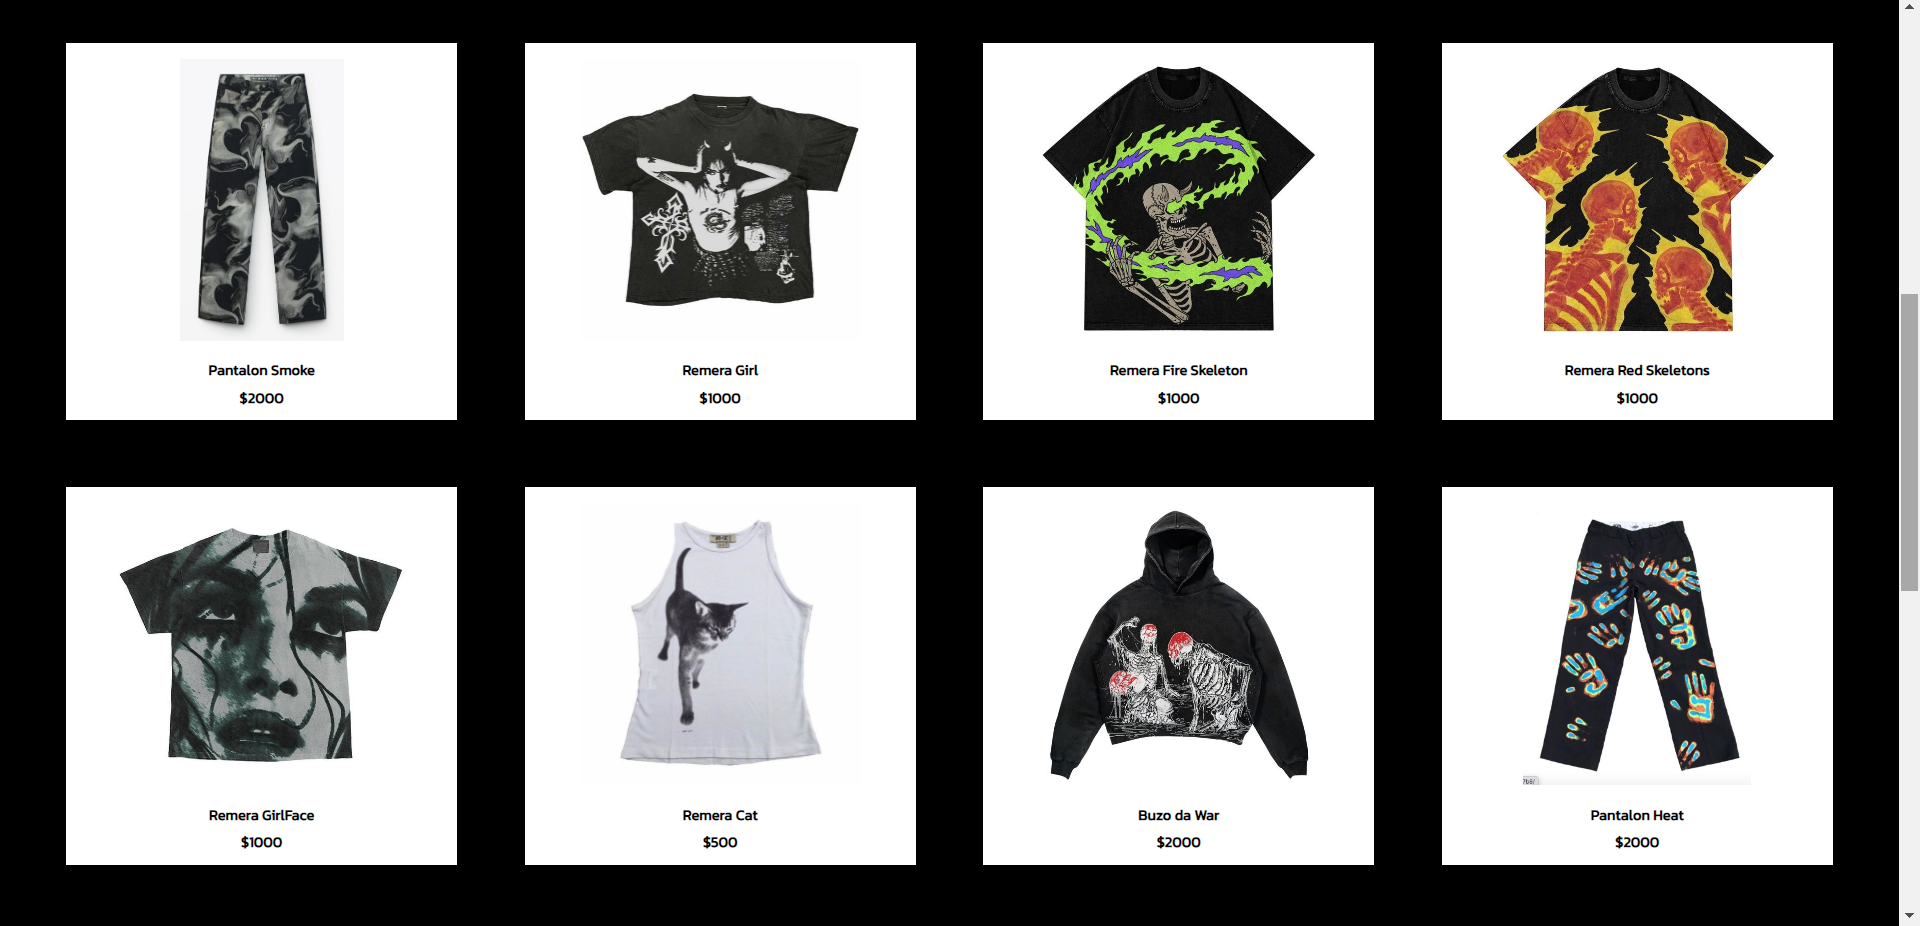 Pantalon Smoke
$2000
Remera Girl
$1000
Remera Fire Skeleton
$1000
Remera Red Skeletons
$1000
Remera GirlFace
$1000
Remera Cat
$500
Buzo da War
$2000
Pantalon Heat
$2000